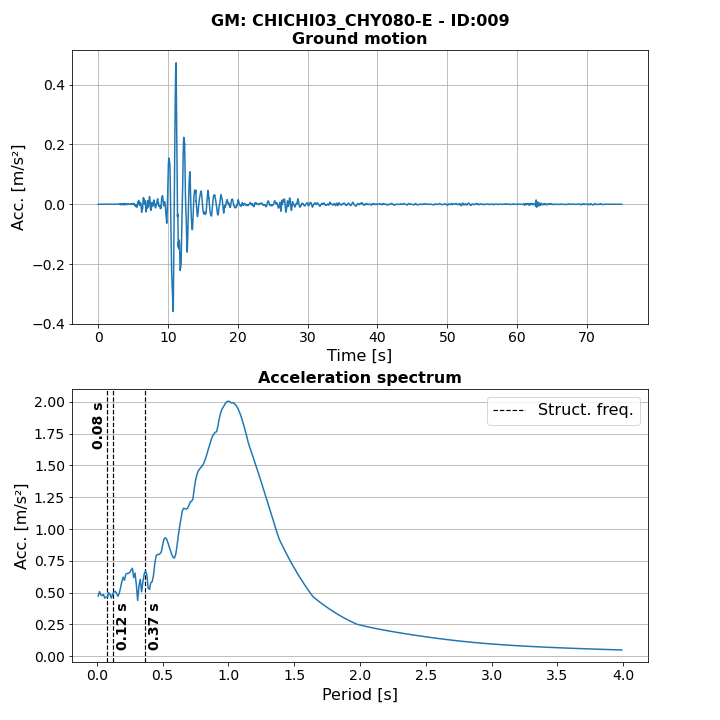 GM: CHICHI03_CHY080-E - ID:009
Ground motion
0.4
0.2
0.0
−0.2
−0.4
Acc. [m/s²]
0 10 20 30 40 50 60 70
Time [s]
Acceleration spectrum
2.00
1.75
1.50
1.25
1.00
0.75
0.50
0.25
0.00
Acc. [m/s²]
0.08 s
0.12 s
0.37 s
Struct. freq.
0.0 0.5 1.0 1.5 2.0 2.5 3.0 3.5 4.0
Period [s]